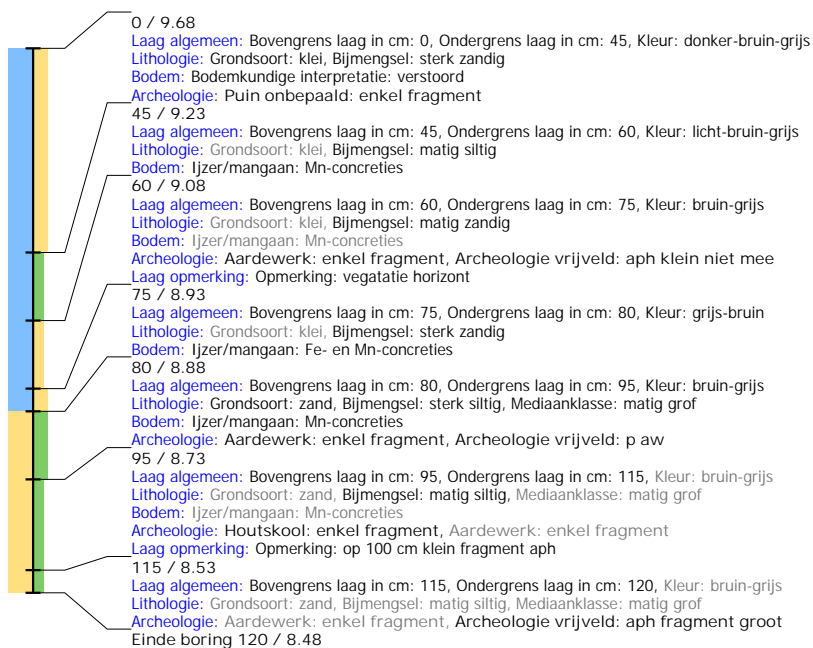 0 / 9.68
Laag algemeen: Bovengrens laag in cm: 0, Ondergrens laag in cm: 45, Kleur: donker-bruin-grijs
Lithologie: Grondsoort: klei, Bijmengsel: sterk zandig
Bodem: Bodemkundige interpretatie: verstoord
Archeologie: Puin onbepaald: enkel fragment
45 / 9.23
Laag algemeen: Bovengrens laag in cm: 45, Ondergrens laag in cm: 60, Kleur: licht-bruin-grijs
Lithologie: Grondsoort: klei, Bijmengsel: matig siltig
Bodem: Ijzer/mangaan: Mn-concreties
60 / 9.08
Laag algemeen: Bovengrens laag in cm: 60, Ondergrens laag in cm: 75, Kleur: bruin-grijs
Lithologie: Grondsoort: klei, Bijmengsel: matig zandig
Bodem: Ijzer/mangaan: Mn-concreties
Archeologie: Aardewerk: enkel fragment, Archeologie vrijveld: aph klein niet mee
Laag opmerking: Opmerking: vegatatie horizont
75 / 8.93
Laag algemeen: Bovengrens laag in cm: 75, Ondergrens laag in cm: 80, Kleur: grijs-bruin
Lithologie: Grondsoort: klei, Bijmengsel: sterk zandig
Bodem: Ijzer/mangaan: Fe- en Mn-concreties
80 / 8.88
Laag algemeen: Bovengrens laag in cm: 80, Ondergrens laag in cm: 95, Kleur: bruin-grijs
Lithologie: Grondsoort: zand, Bijmengsel: sterk siltig, Mediaanklasse: matig grof
Bodem: Ijzer/mangaan: Mn-concreties
Archeologie: Aardewerk: enkel fragment, Archeologie vrijveld: p aw
95 / 8.73
Laag algemeen: Bovengrens laag in cm: 95, Ondergrens laag in cm: 115, Kleur: bruin-grijs
Lithologie: Grondsoort: zand, Bijmengsel: matig siltig, Mediaanklasse: matig grof
Bodem: Ijzer/mangaan: Mn-concreties
Archeologie: Houtskool: enkel fragment, Aardewerk: enkel fragment
Laag opmerking: Opmerking: op 100 cm klein fragment aph
115 / 8.53
Laag algemeen: Bovengrens laag in cm: 115, Ondergrens laag in cm: 120, Kleur: bruin-grijs
Lithologie: Grondsoort: zand, Bijmengsel: matig siltig, Mediaanklasse: matig grof
Archeologie: Aardewerk: enkel fragment, Archeologie vrijveld: aph fragment groot
Einde boring 120 / 8.48